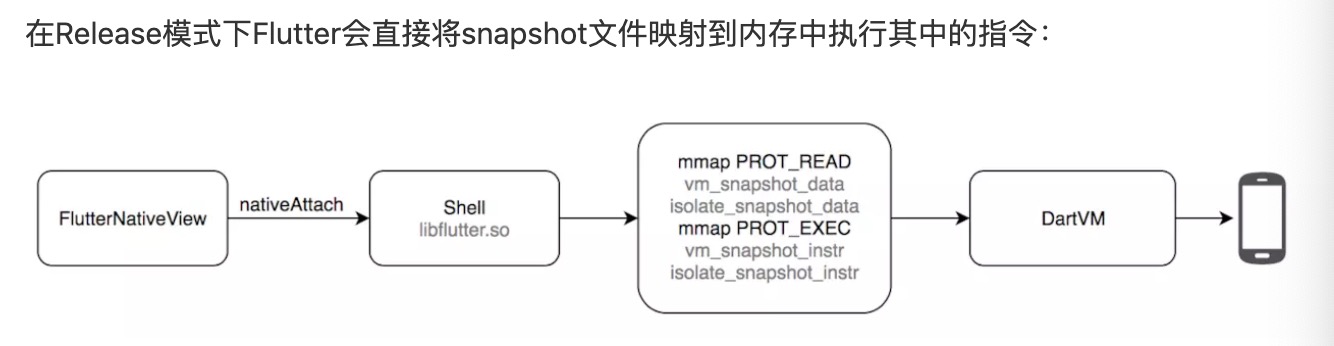 在Release模式下Flutter会直接将snapshot文件映射到内存中执行其中的指令：
FlutterNativeView
nativeAttach
Shell
libflutter.so
mmap PROT_READ
vm_snapshot_data
isolate_snapshot_data
mmap PROT_EXEC
vm_snapshot_instr
isolate_snapshot_instr
DartVM